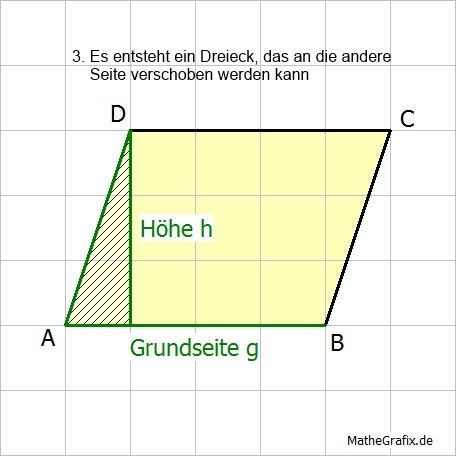 3. Es entsteht ein Dreieck, das an die andere
Seite verschoben werden kann
D
C
Höhe h
A
B
Grundseite g
MatheGrafix.de